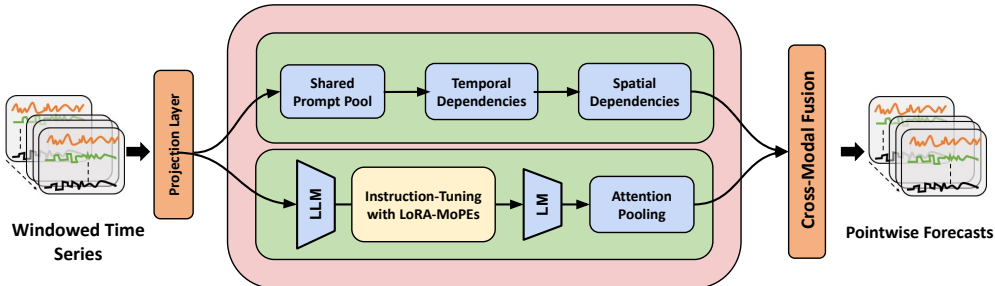 Windowed Time
Series
Projection Layer
Shared
Prompt Pool
Temporal
Dependencies
Spatial
Dependencies
LLM
Instruction-Tuning
with LoRA-MoPEs
LM
Attention
Pooling
Cross-Modal Fusion
Pointwise Forecasts